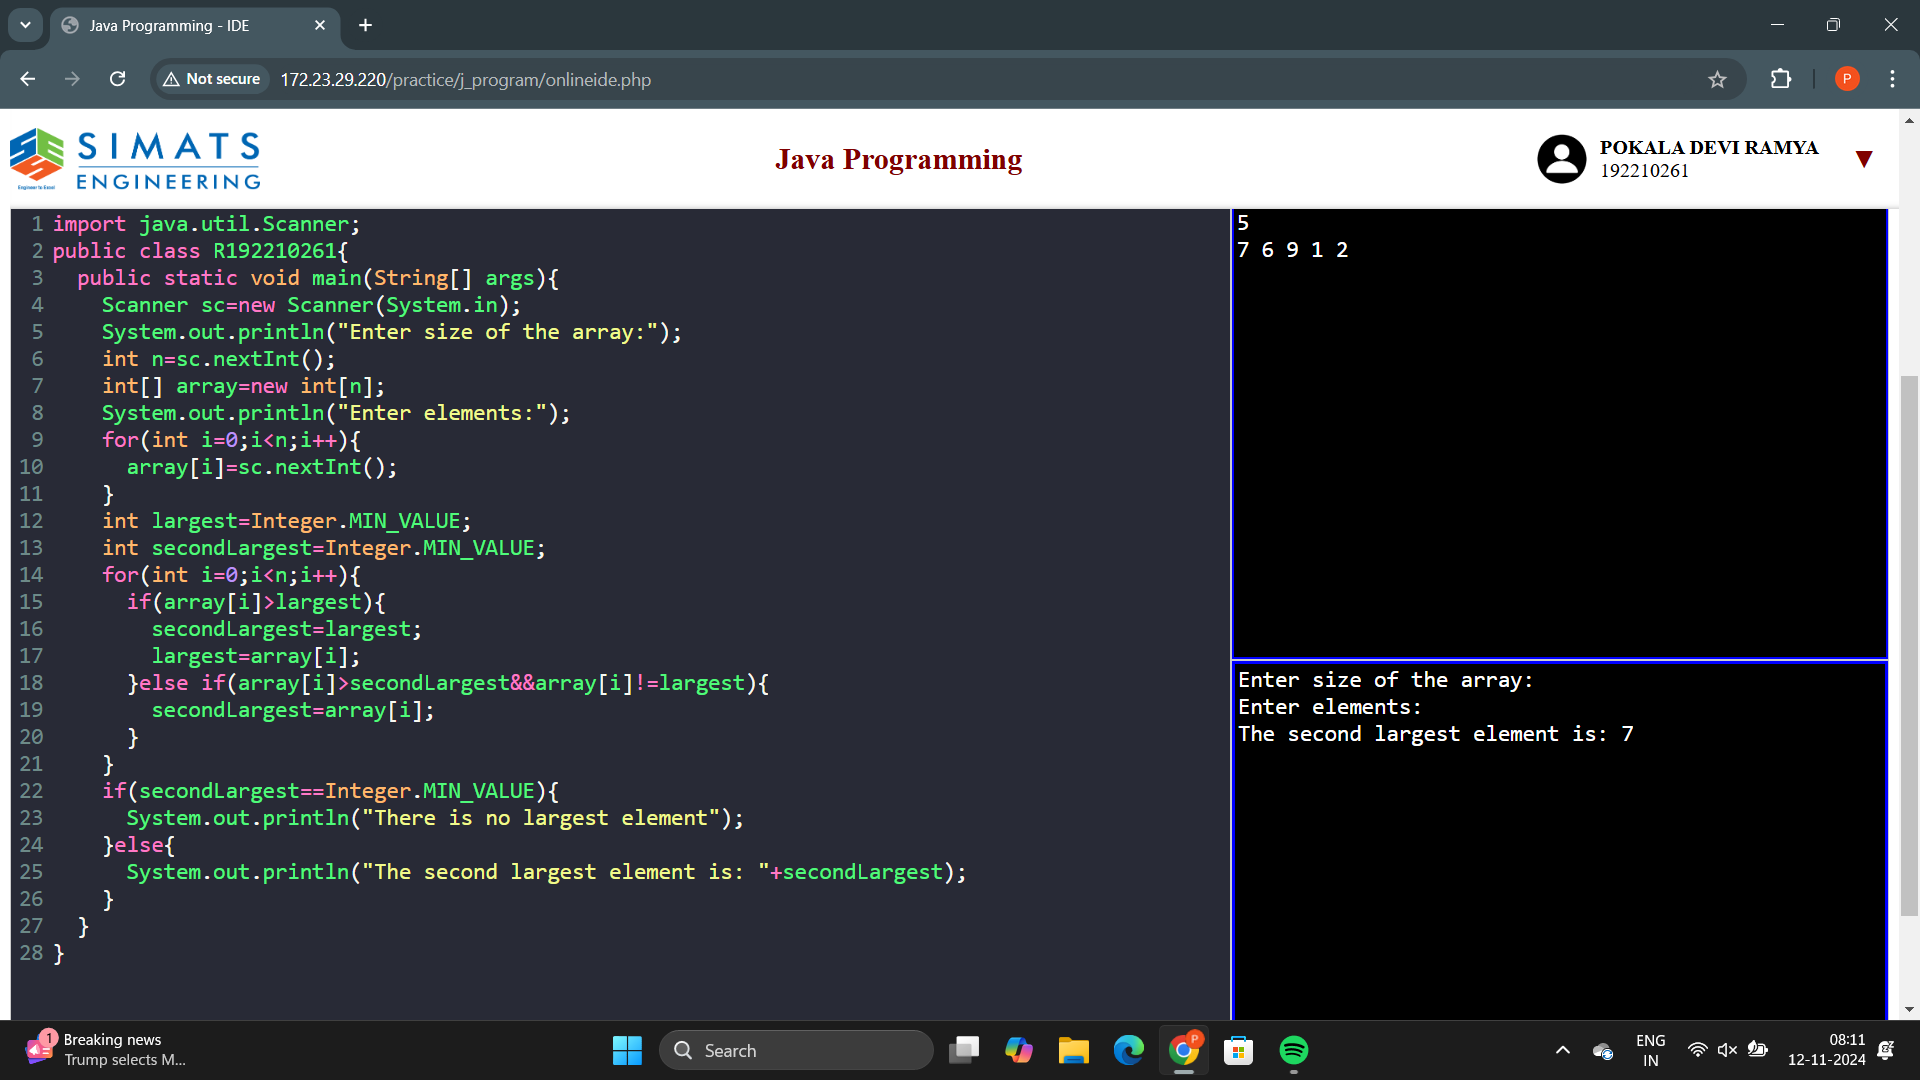 Java Programming - IDE
Not secure
172.23.29.220/practice/j_program/onlineide.php
P
SIMATS
ENGINEERING
Engineer to Excel
Java Programming
POKALA DEVI RAMYA
192210261
1 import java.util.Scanner;
2 public class R192210261{
3   public static void main(String[] args){
4     Scanner sc=new Scanner(System.in);
5     System.out.println("Enter size of the array:");
6     int n=sc.nextInt();
7     int[] array=new int[n];
8     System.out.println("Enter elements:");
9     for(int i=0;i<n;i++){
10       array[i]=sc.nextInt();
11     }
12     int largest=Integer.MIN_VALUE;
13     int secondLargest=Integer.MIN_VALUE;
14     for(int i=0;i<n;i++){
15       if(array[i]>largest){
16         secondLargest=largest;
17         largest=array[i];
18       }else if(array[i]>secondLargest&&array[i]!=largest){
19         secondLargest=array[i];
20       }
21     }
22     if(secondLargest==Integer.MIN_VALUE){
23       System.out.println("There is no largest element");
24     }else{
25       System.out.println("The second largest element is: "+secondLargest);
26     }
27   }
28 }
5
7 6 9 1 2
Enter size of the array:
Enter elements:
The second largest element is: 7
1
Breaking news
Trump selects M...
Search
P
ENG
IN
08:11
12-11-2024